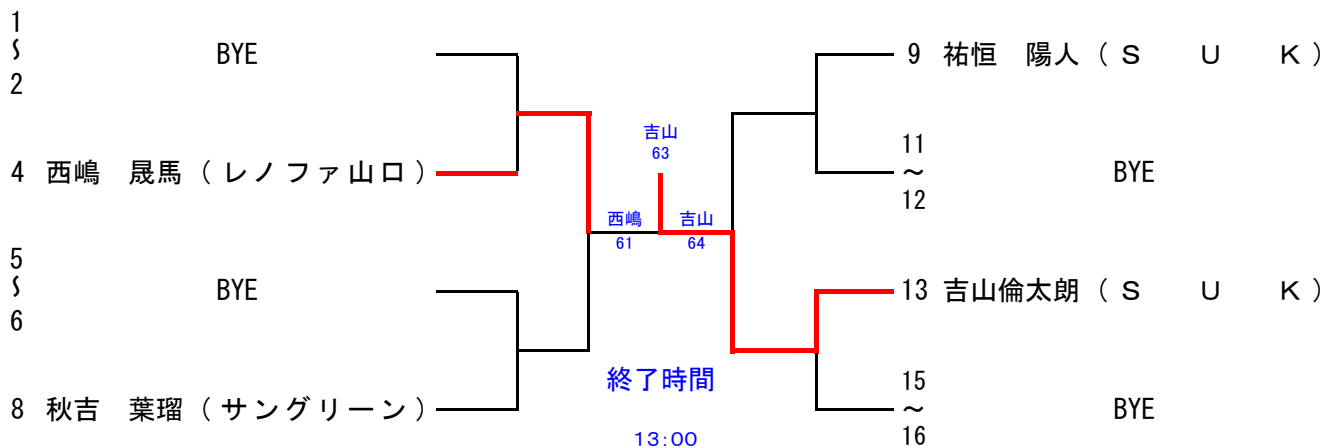 1
〜
2
BYE
4 西嶋 晟馬（レノファ山口）
5
〜
6
BYE
8 秋吉 葉瑠（サングリーン）
西嶋
61
吉山
63
吉山
64
終了時間
13:00
9 祐恒 陽人（Ｓ Ｕ Ｋ）
11
～
12
BYE
13 吉山倫太朗（Ｓ Ｕ Ｋ）
15
～
16
BYE